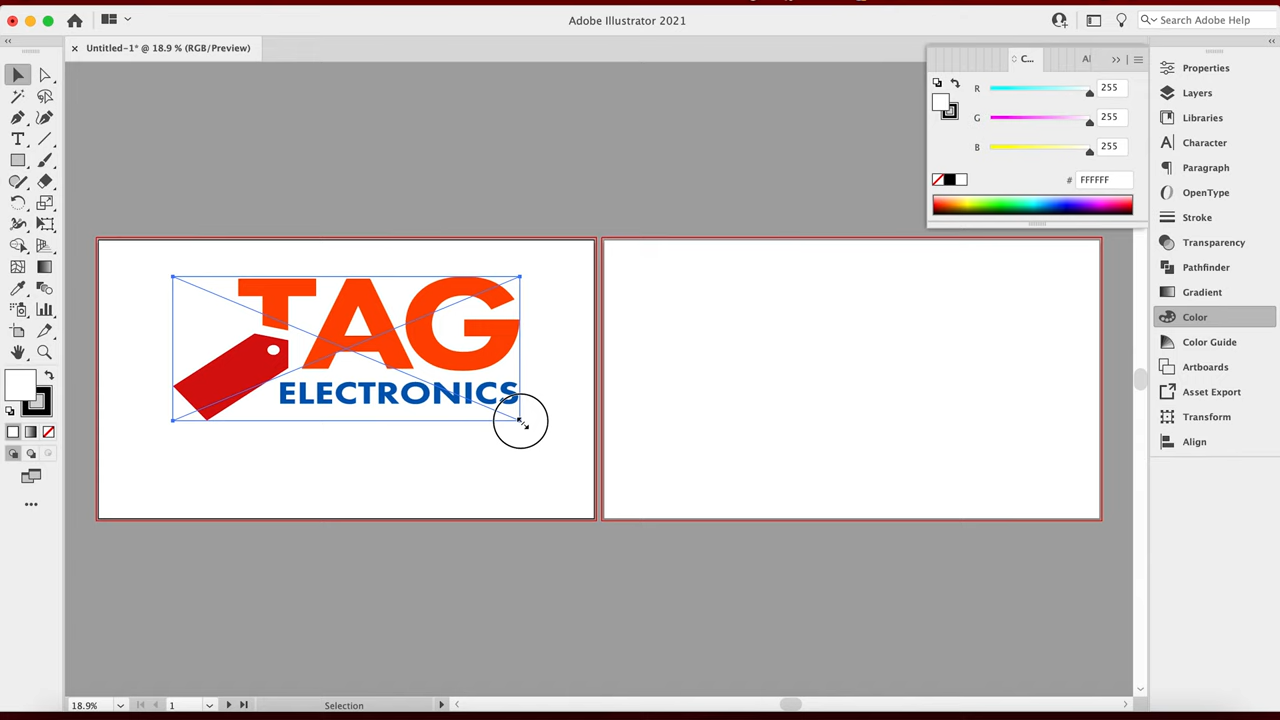 Adobe Illustrator 2021
Search Adobe Help
× Untitled-1* @ 18.9 % (RGB/Preview)
C...
R 255
G 255
B 255
# FFFFFF
Properties
Layers
Libraries
Character
Paragraph
OpenType
Stroke
Transparency
Pathfinder
Gradient
Color
Color Guide
Artboards
Asset Export
Transform
Align
TAG
ELECTRONICS
18.9%
1
Selection